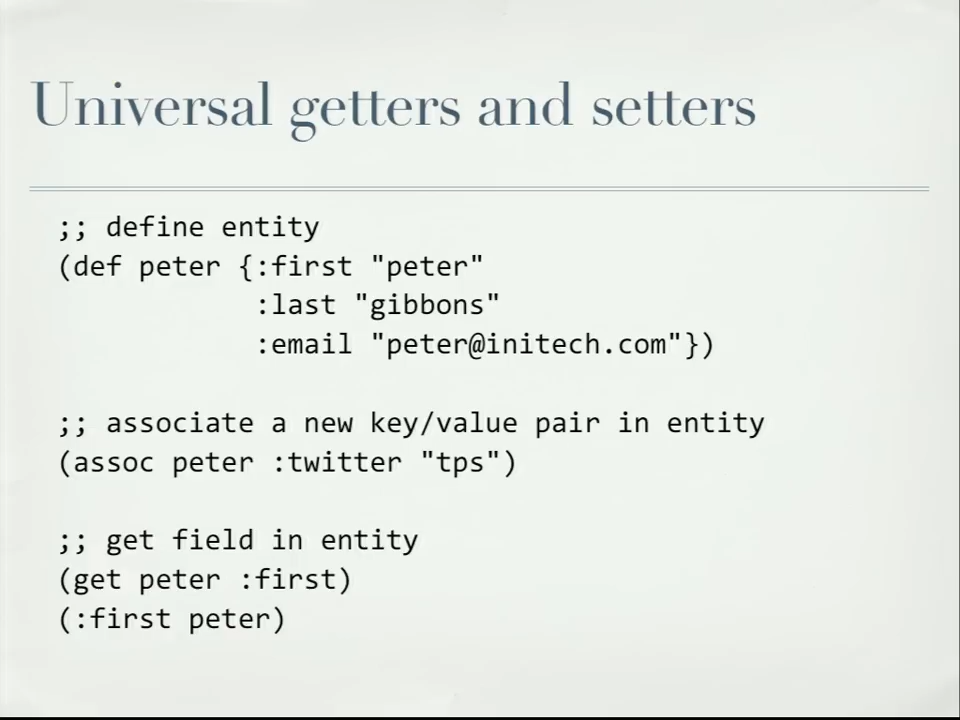 Universal getters and setters
;; define entity
(def peter {:first "peter"
:last "gibbons"
:email "peter@initech.com"})
;; associate a new key/value pair in entity
(assoc peter :twitter "tps")
;; get field in entity
(get peter :first)
(:first peter)